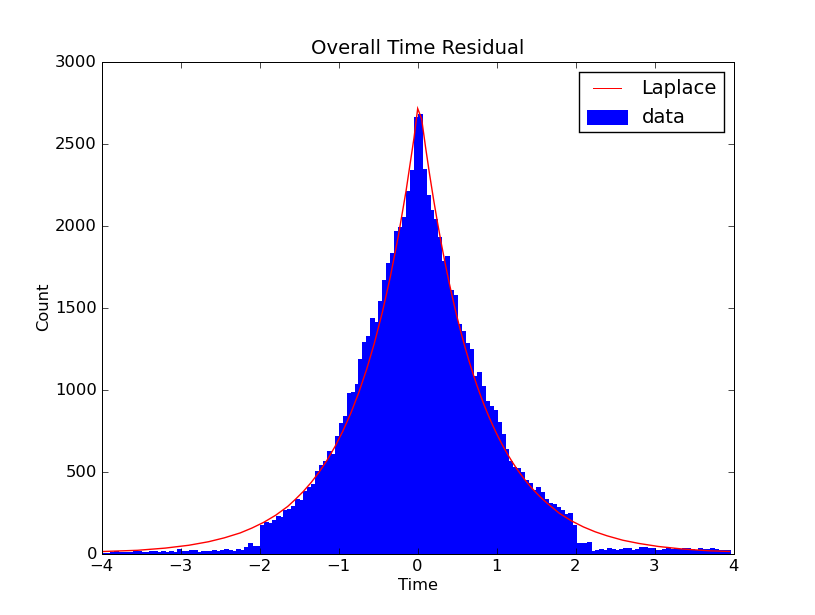 Overall Time Residual
Laplace
data
3000
2500
2000
1500
1000
500
0
Count
−4 −3 −2 −1 0 1 2 3 4
Time